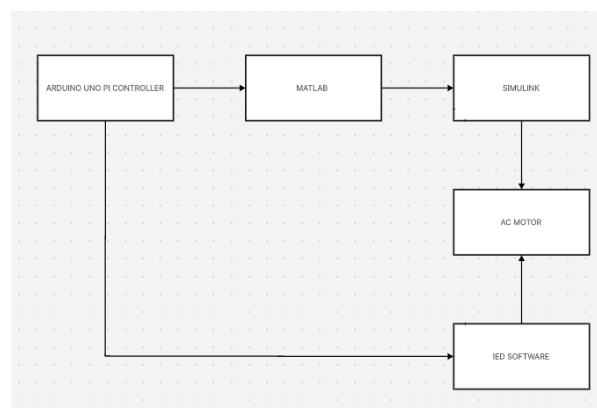 ARDUINO UNO PI CONTROLLER
MATLAB
SIMULINK
AC MOTOR
IED SOFTWARE